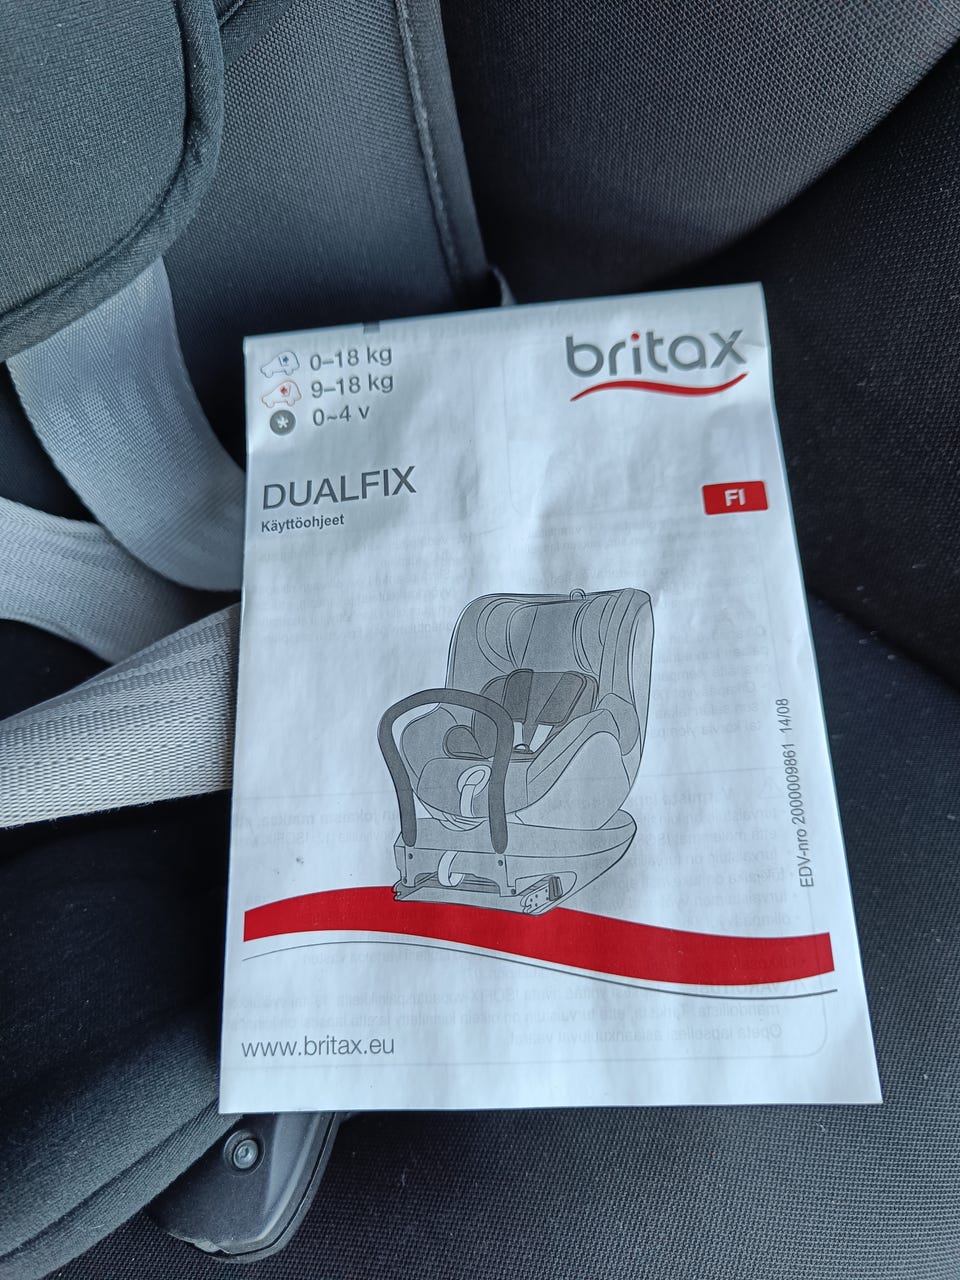 0–18 kg
9–18 kg
0~4 v
britax
DUALFIX
Käyttöohjeet
FI
EDV-nro 2000009861 14/08
www.britax.eu